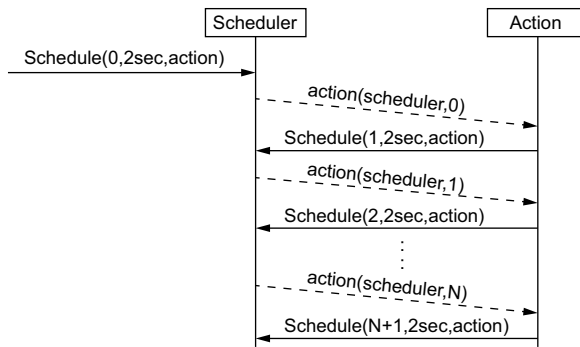 Scheduler
Action
Schedule(0,2sec,action)
action(scheduler,0)
Schedule(1,2sec,action)
action(scheduler,1)
Schedule(2,2sec,action)
action(scheduler,N)
Schedule(N+1,2sec,action)